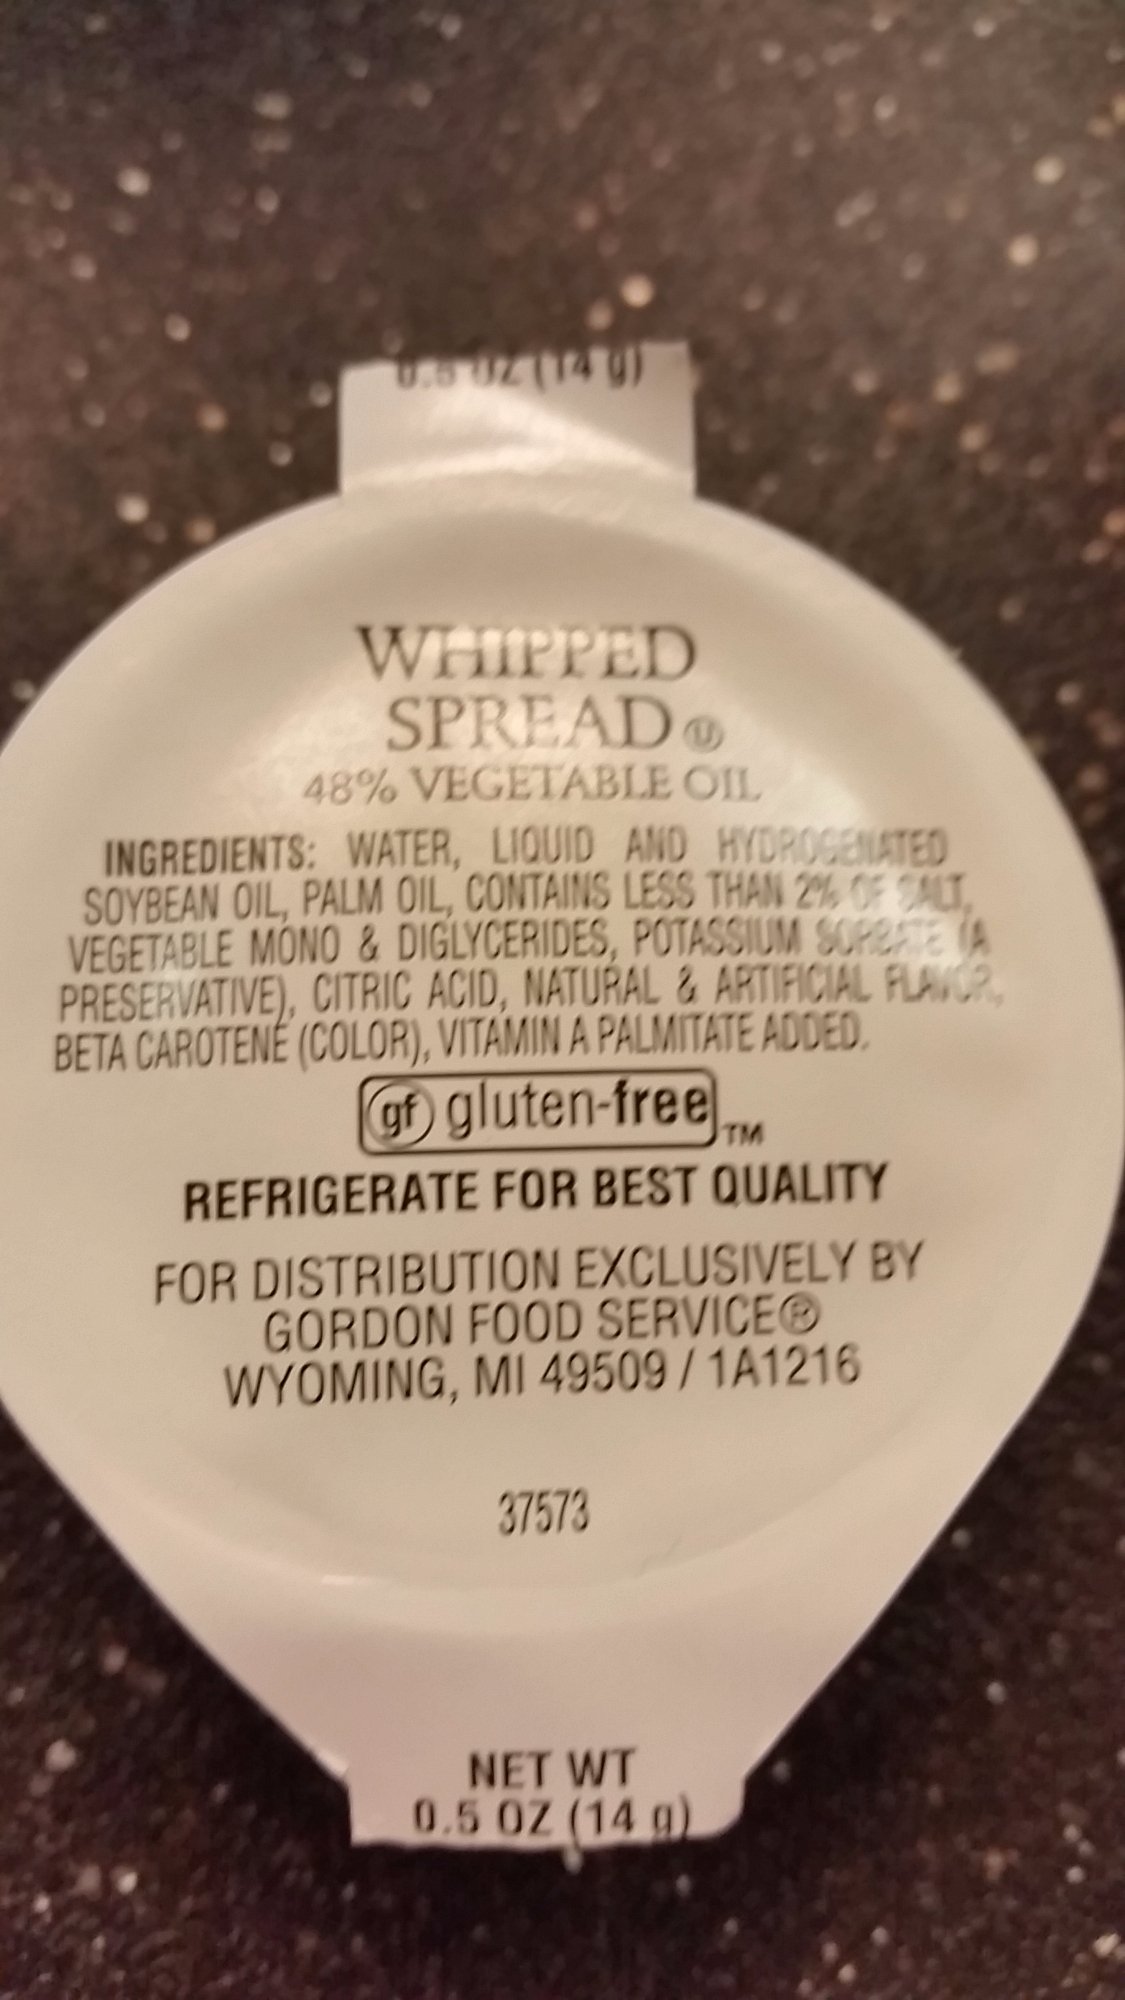 0.5 OZ (14 g)
WHIPPED
SPREAD Ⓤ
48% VEGETABLE OIL
INGREDIENTS: WATER, LIQUID AND HYDROGENATED
SOYBEAN OIL, PALM OIL, CONTAINS LESS THAN 2% OF SALT,
VEGETABLE MONO & DIGLYCERIDES, POTASSIUM SORBATE (A
PRESERVATIVE), CITRIC ACID, NATURAL & ARTIFICIAL FLAVOR,
BETA CAROTENE (COLOR), VITAMIN A PALMITATE ADDED.
gf gluten-free TM
REFRIGERATE FOR BEST QUALITY
FOR DISTRIBUTION EXCLUSIVELY BY
GORDON FOOD SERVICE®
WYOMING, MI 49509 / 1A1216
37573
NET WT
0.5 OZ (14 g)